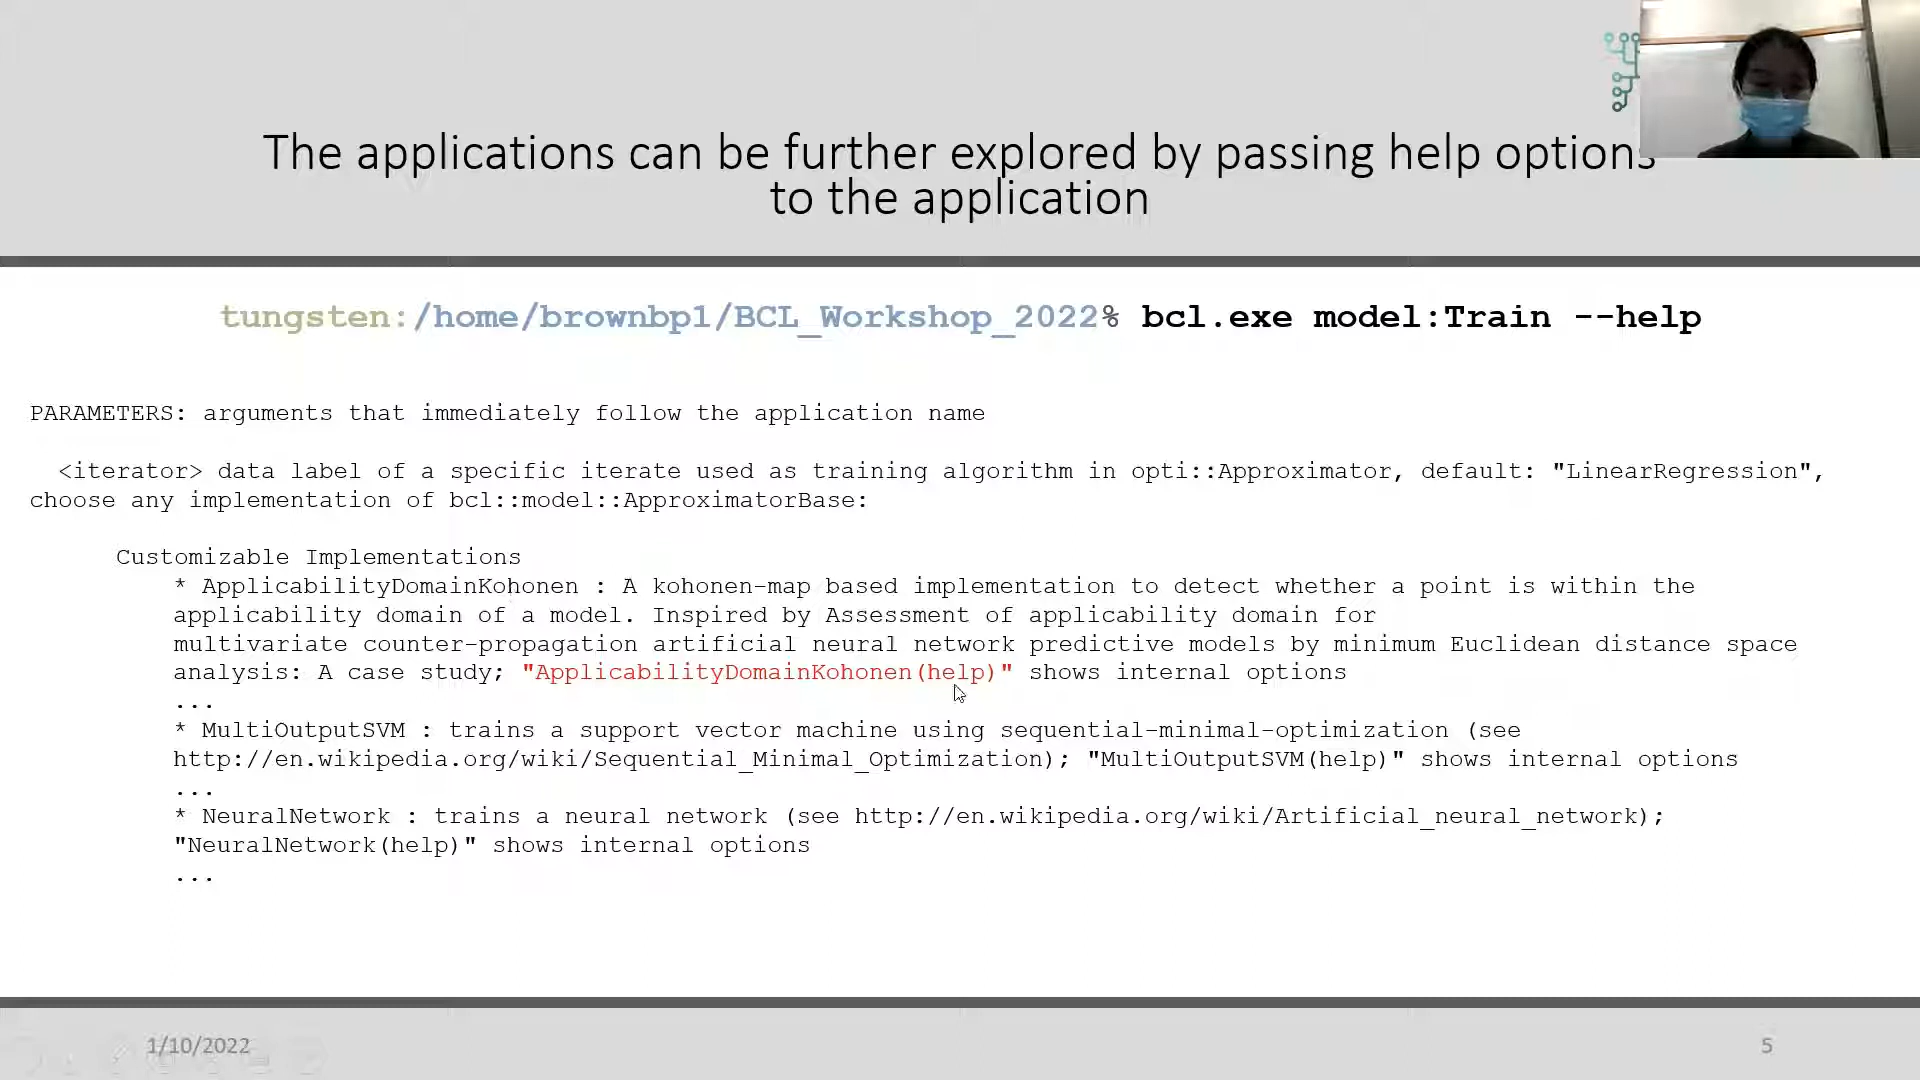 The applications can be further explored by passing help options
to the application
tungsten:/home/brownbp1/BCL_Workshop_2022% bcl.exe model:Train --help
PARAMETERS: arguments that immediately follow the application name
<iterator> data label of a specific iterate used as training algorithm in opti::Approximator, default: "LinearRegression",
choose any implementation of bcl::model::ApproximatorBase:
Customizable Implementations
* ApplicabilityDomainKohonen : A kohonen-map based implementation to detect whether a point is within the
applicability domain of a model. Inspired by Assessment of applicability domain for
multivariate counter-propagation artificial neural network predictive models by minimum Euclidean distance space
analysis: A case study; "ApplicabilityDomainKohonen(help)" shows internal options
...
* MultiOutputSVM : trains a support vector machine using sequential-minimal-optimization (see
http://en.wikipedia.org/wiki/Sequential_Minimal_Optimization); "MultiOutputSVM(help)" shows internal options
...
* NeuralNetwork : trains a neural network (see http://en.wikipedia.org/wiki/Artificial_neural_network);
"NeuralNetwork(help)" shows internal options
...
1/10/2022
5